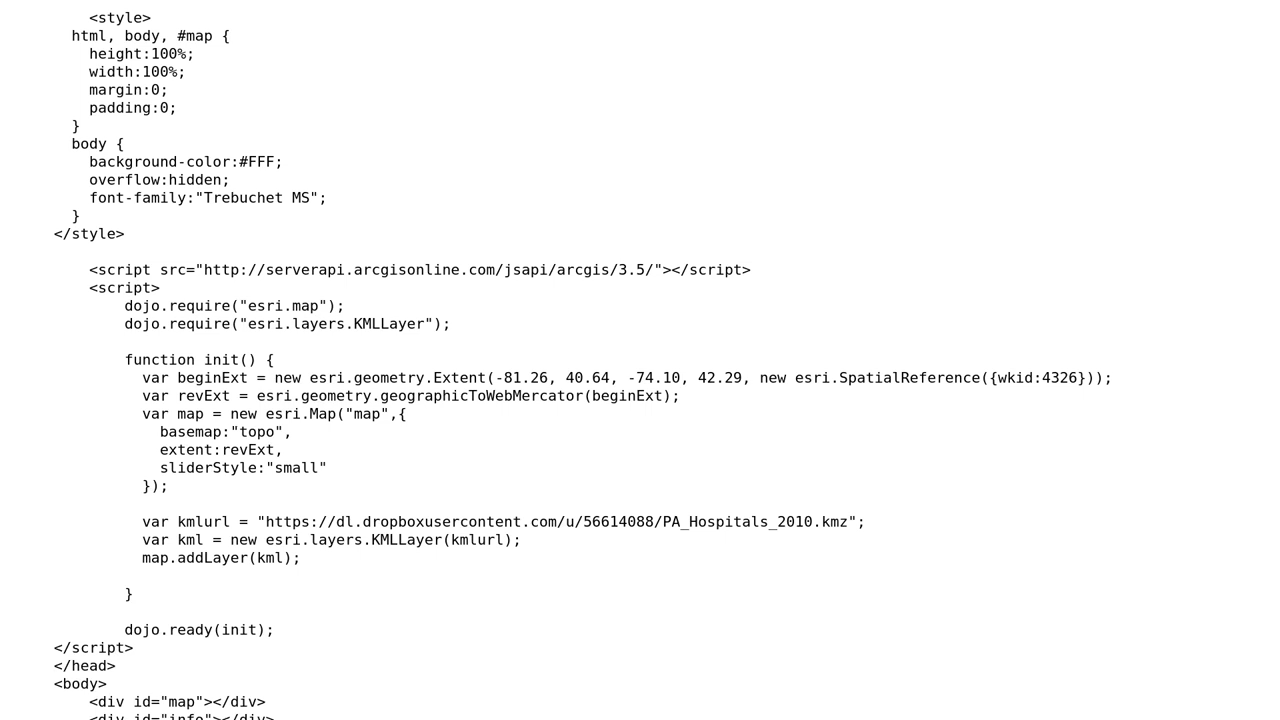 <style>
html, body, #map {
height:100%;
width:100%;
margin:0;
padding:0;
}
body {
background-color:#FFF;
overflow:hidden;
font-family:"Trebuchet MS";
}
</style>
<script src="http://serverapi.arcgisonline.com/jsapi/arcgis/3.5/"></script>
<script>
dojo.require("esri.map");
dojo.require("esri.layers.KMLLayer");
function init() {
var beginExt = new esri.geometry.Extent(-81.26, 40.64, -74.10, 42.29, new esri.SpatialReference({wkid:4326}));
var revExt = esri.geometry.geographicToWebMercator(beginExt);
var map = new esri.Map("map",{
basemap:"topo",
extent:revExt,
sliderStyle:"small"
});
var kmlurl = "https://dl.dropboxusercontent.com/u/56614088/PA_Hospitals_2010.kmz";
var kml = new esri.layers.KMLLayer(kmlurl);
map.addLayer(kml);
}
dojo.ready(init);
</script>
</head>
<body>
<div id="map"></div>
<div id="info"></div>